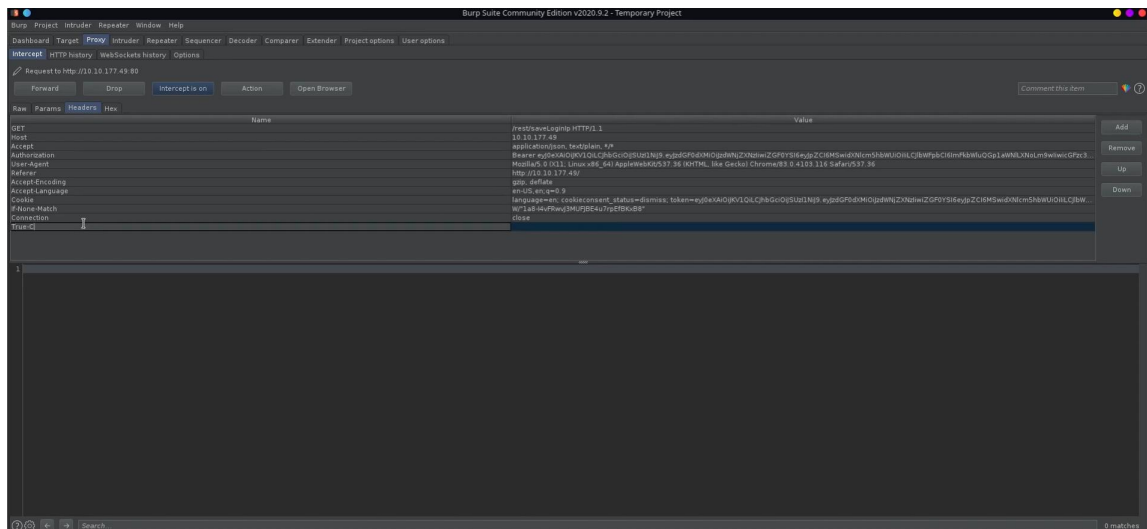 Burp Suite Community Edition v2020.9.2 - Temporary Project
Burp Project Intruder Repeater Window Help
Dashboard Target Proxy Intruder Repeater Sequencer Decoder Comparer Extender Project options User options
Intercept HTTP history WebSockets history Options
Request to http://10.10.177.49:80
Forward Drop Intercept is on Action Open Browser Comment this item
Raw Params Headers Hex
Name Value
GET /rest/saveLoginIp HTTP/1.1
Host 10.10.177.49
Accept application/json, text/plain, */*
Authorization Bearer
User-Agent Mozilla/5.0 (X11; Linux x86_64) AppleWebKit/537.36 (KHTML, like Gecko) Chrome/83.0.4103.116 Safari/537.36
Referer http://10.10.177.49/
Accept-Encoding gzip, deflate
Accept-Language en-US,en;q=0.9
Cookie language=en; cookieconsent_status=dismiss;
If-None-Match
Connection close
True-C
Add
Remove
Up
Down
1
Search... 0 matches